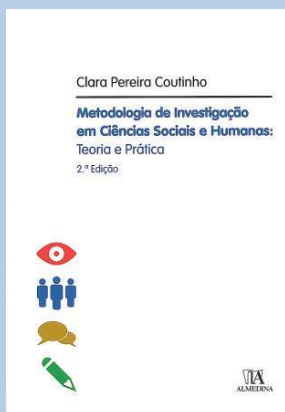 Clara Pereira Coutinho
Metodologia de Investigação
em Ciências Sociais e Humanas:
Teoria e Prática
2.ª Edição
ALMEDINA